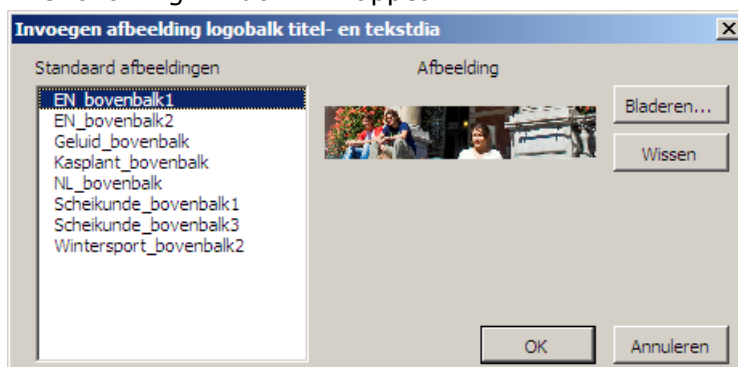 Invoegen afbeelding logobalk titel- en tekstdia
Standaard afbeeldingen
Afbeelding
EN_bovenbalk1
EN_bovenbalk2
Geluid_bovenbalk
Kasplant_bovenbalk
NL_bovenbalk
Scheikunde_bovenbalk1
Scheikunde_bovenbalk3
Wintersport_bovenbalk2
Bladeren...
Wissen
OK
Annuleren